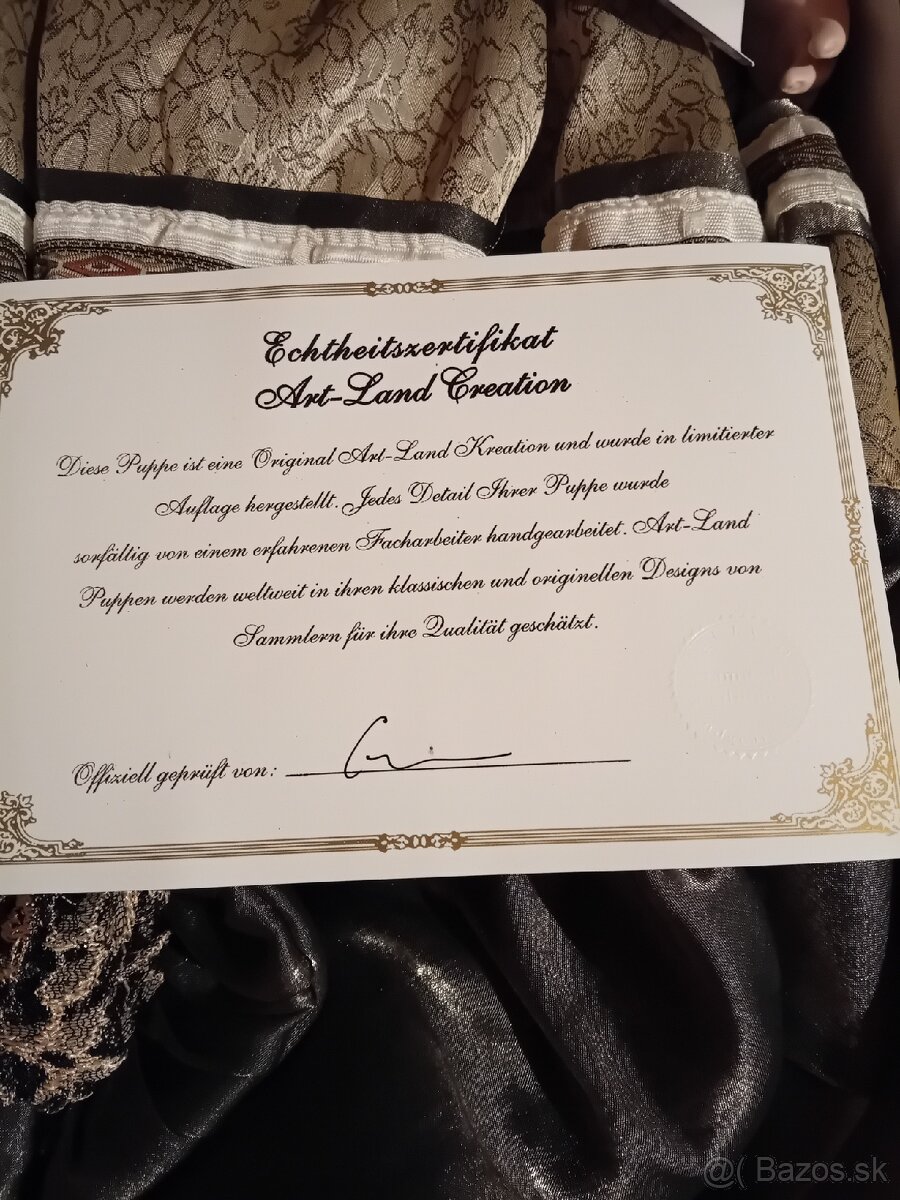 Echtheitszertifikat
Art-Land Creation
Diese Puppe ist eine Original Art-Land Kreation und wurde in limitierter
Auflage hergestellt. Jedes Detail Ihrer Puppe wurde
sorfältig von einem erfahrenen Facharbeiter handgearbeitet. Art-Land
Puppen werden weltweit in ihren klassischen und originellen Designs von
Sammlern für ihre Qualität geschätzt.
Offiziell geprüft von:
@( Bazos.sk